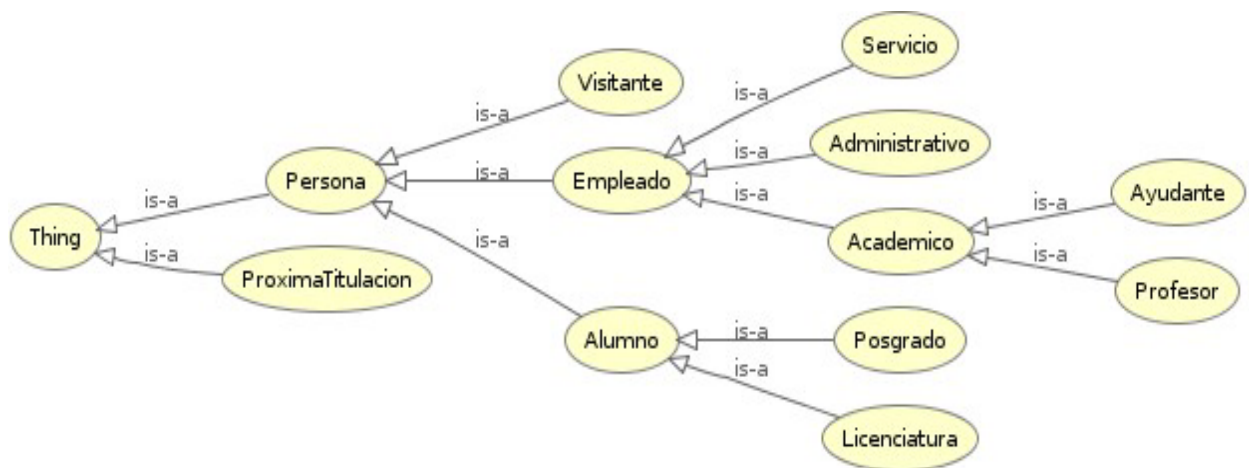 Servicio
Visitante
is-a
is-a
Administrativo
is-a
Persona
is-a
Empleado
Ayudante
is-a
is-a
is-a
Thing
is-a
Academico
is-a
is-a
ProximaTitulacion
Profesor
Alumno
is-a
Posgrado
is-a
Licenciatura